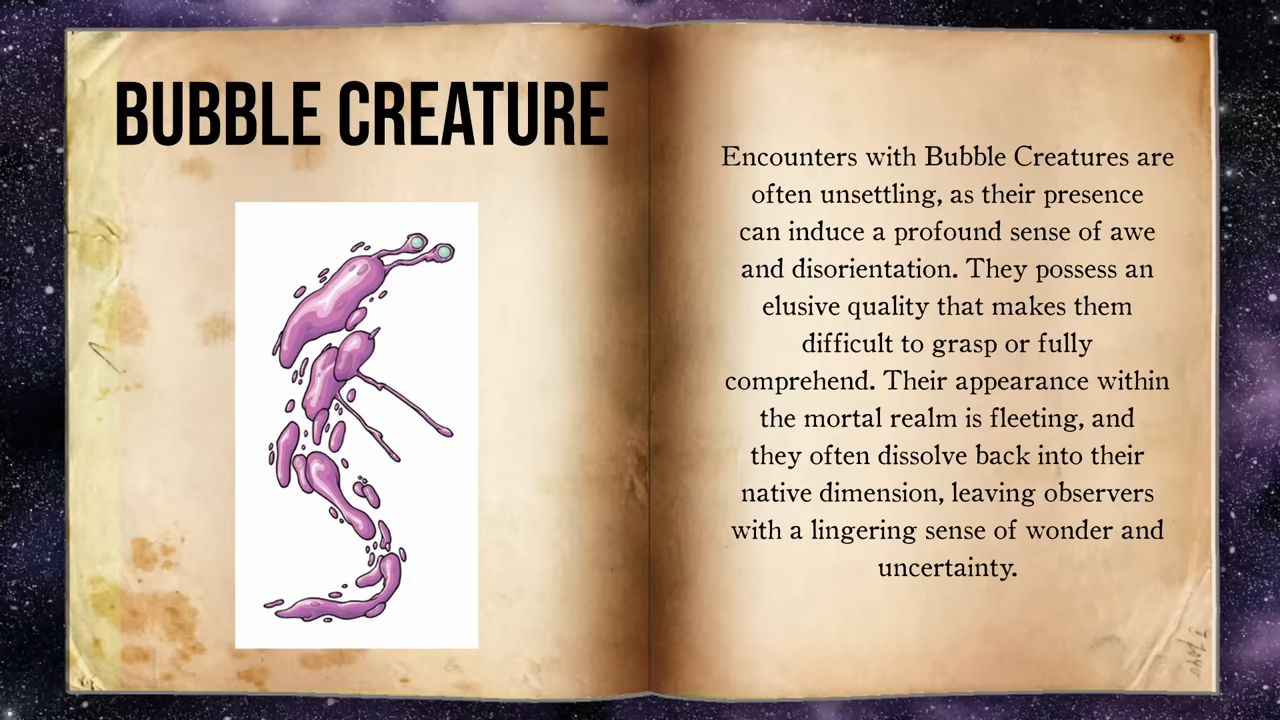 BUBBLE CREATURE
Encounters with Bubble Creatures are
often unsettling, as their presence
can induce a profound sense of awe
and disorientation. They possess an
elusive quality that makes them
difficult to grasp or fully
comprehend. Their appearance within
the mortal realm is fleeting, and
they often dissolve back into their
native dimension, leaving observers
with a lingering sense of wonder and
uncertainty.